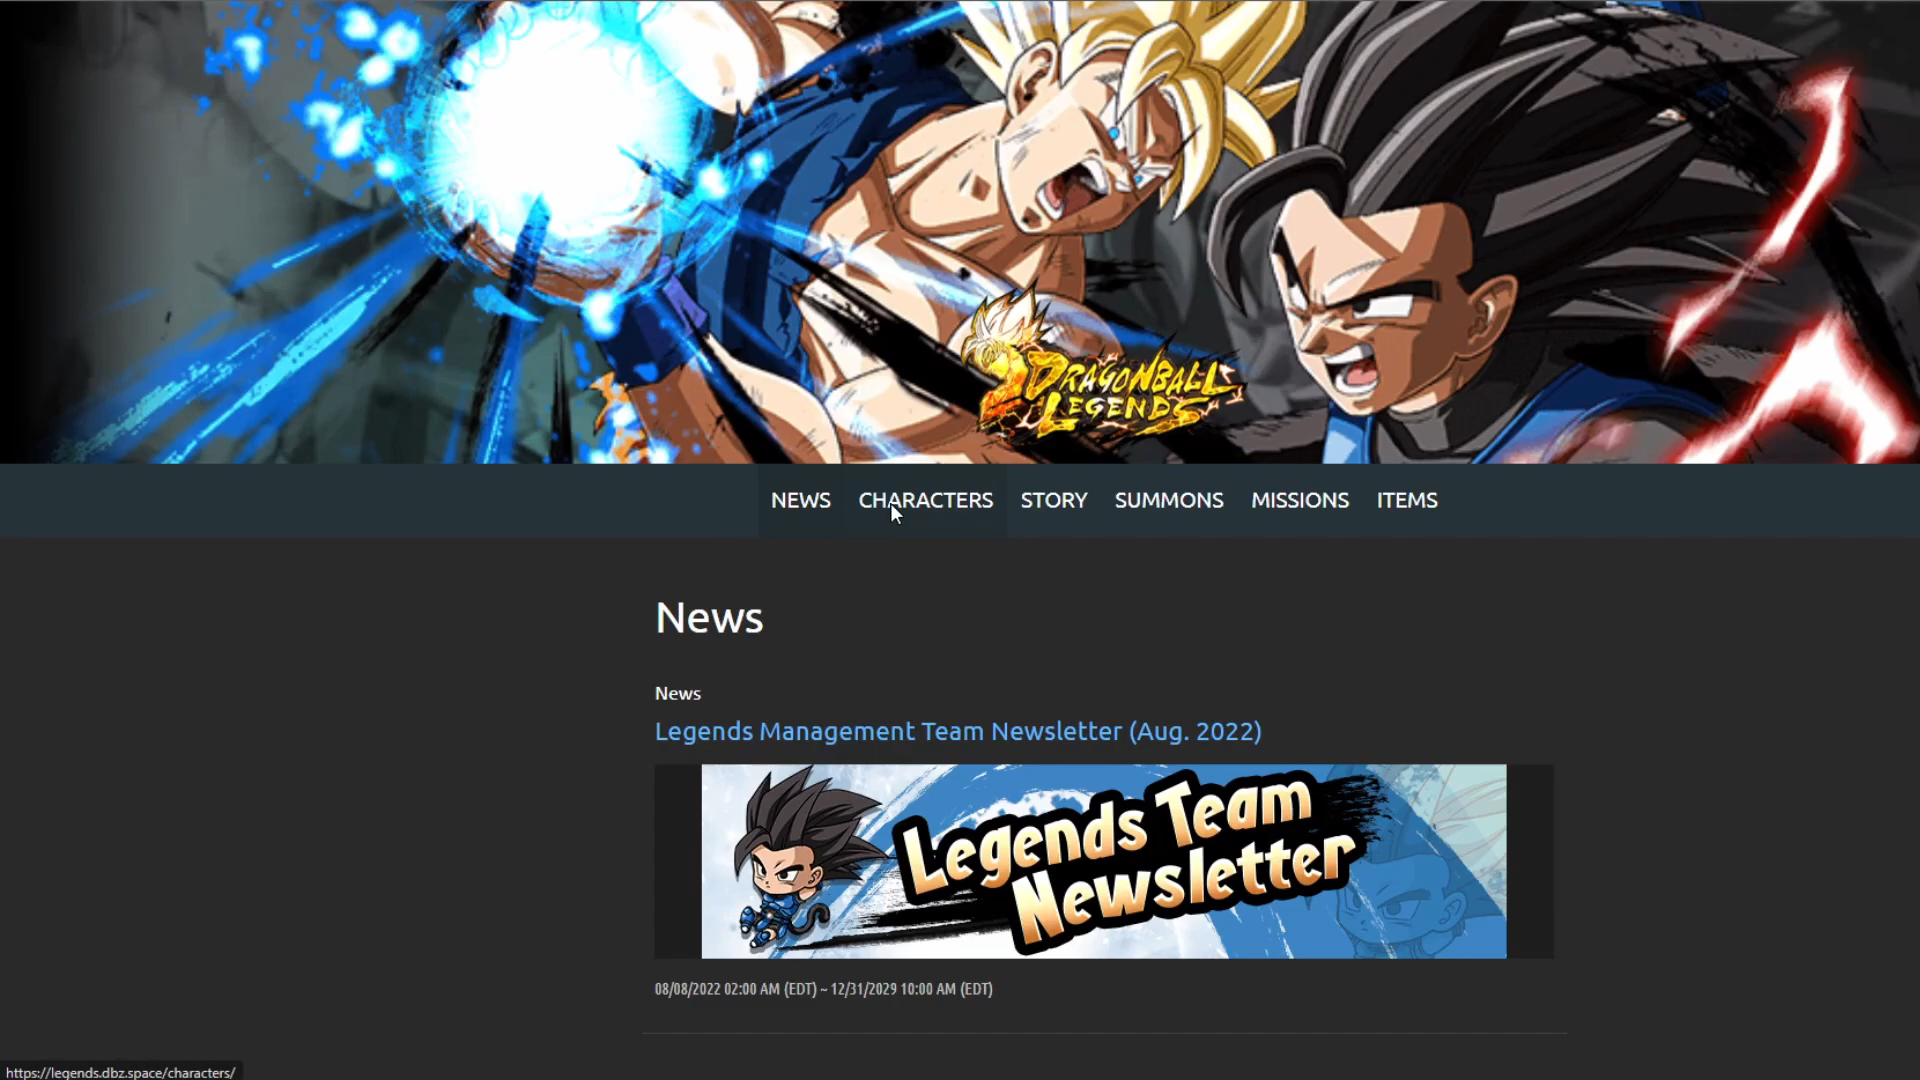 DRAGONBALL
LEGENDS
NEWS CHARACTERS STORY SUMMONS MISSIONS ITEMS
News
News
Legends Management Team Newsletter (Aug. 2022)
Legends Team
Newsletter
08/08/2022 02:00 AM (EDT) ~ 12/31/2029 10:00 AM (EDT)
https://legends.dbz.space/characters/